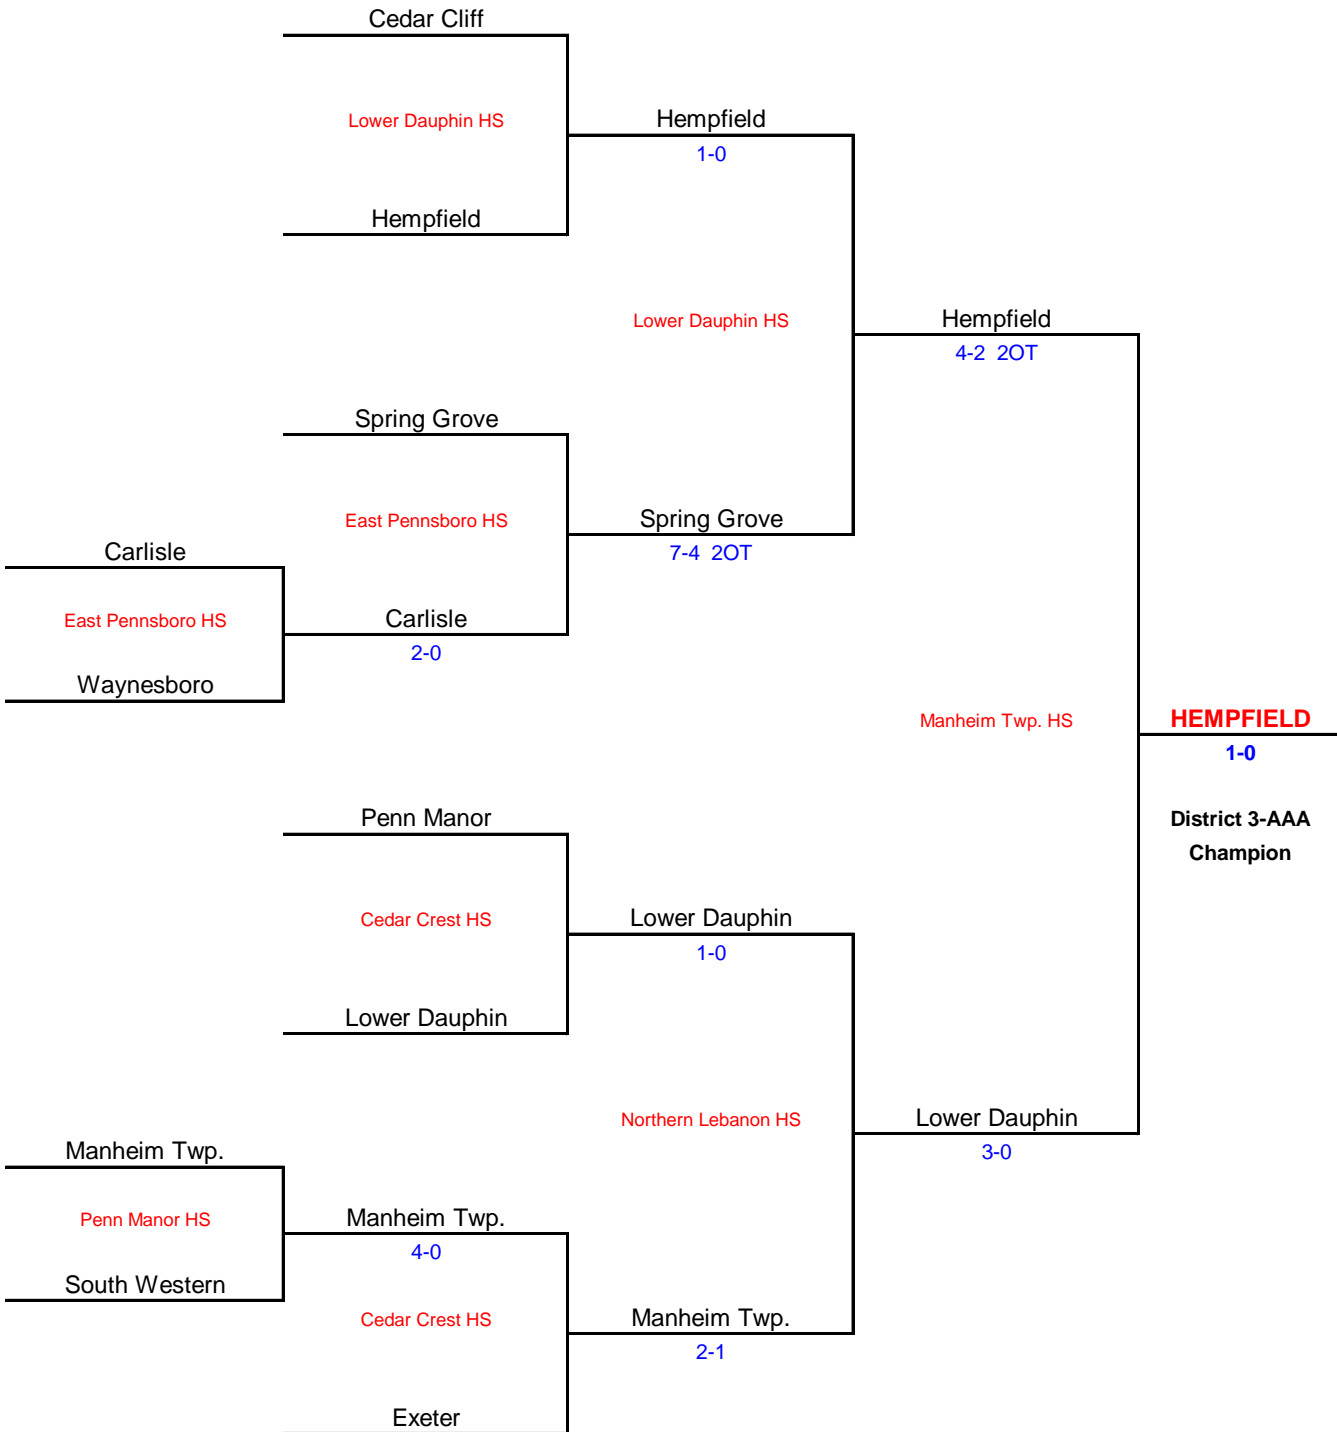 Cedar Cliff
Lower Dauphin HS
Hempfield
1-0
Hempfield
Lower Dauphin HS
Hempfield
4-2 2OT
Spring Grove
East Pennsboro HS
Spring Grove
7-4 2OT
Carlisle
East Pennsboro HS
Carlisle
2-0
Waynesboro
Manheim Twp. HS
HEMPFIELD
1-0
District 3-AAA
Champion
Penn Manor
Cedar Crest HS
Lower Dauphin
1-0
Lower Dauphin
Northern Lebanon HS
Lower Dauphin
3-0
Manheim Twp.
Penn Manor HS
Manheim Twp.
4-0
South Western
Cedar Crest HS
Manheim Twp.
2-1
Exeter